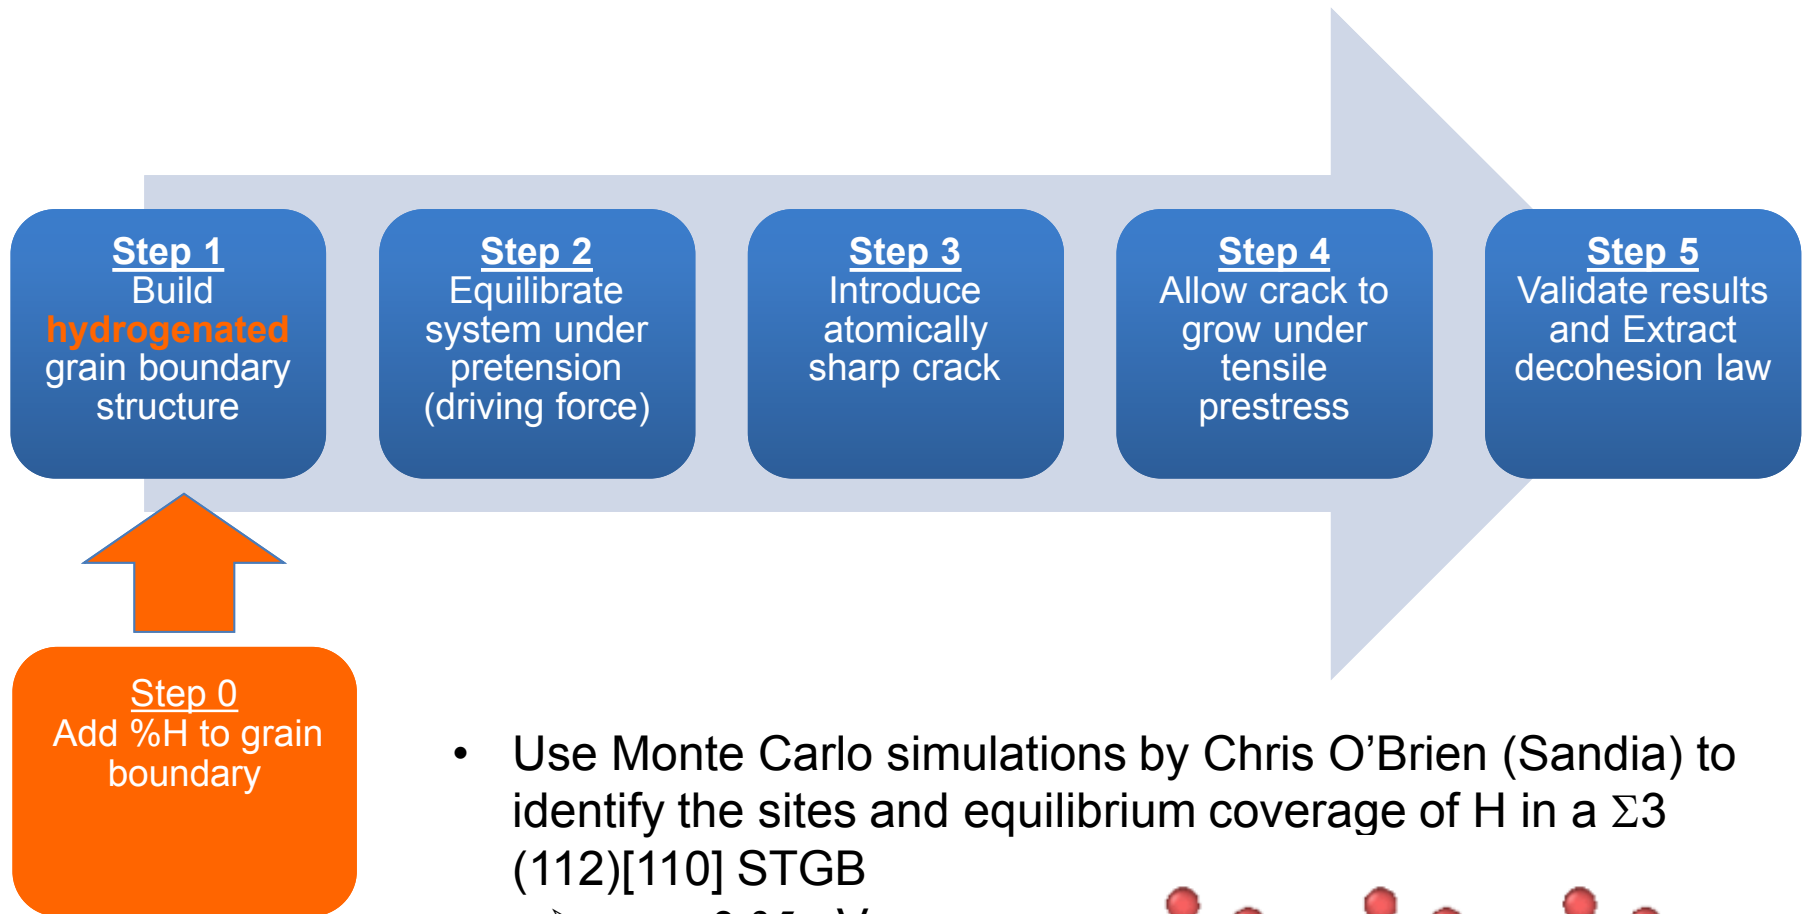 Step 1
Build
hydrogenated
grain boundary
structure
Step 2
Equilibrate
system under
pretension
(driving force)
Step 3
Introduce
atomically
sharp crack
Step 4
Allow crack to
grow under
tensile
prestress
Step 5
Validate results
and Extract
decohesion law
Step 0
Add %H to grain
boundary
• Use Monte Carlo simulations by Chris O’Brien (Sandia) to
identify the sites and equilibrium coverage of H in a Σ3
(112)[110] STGB